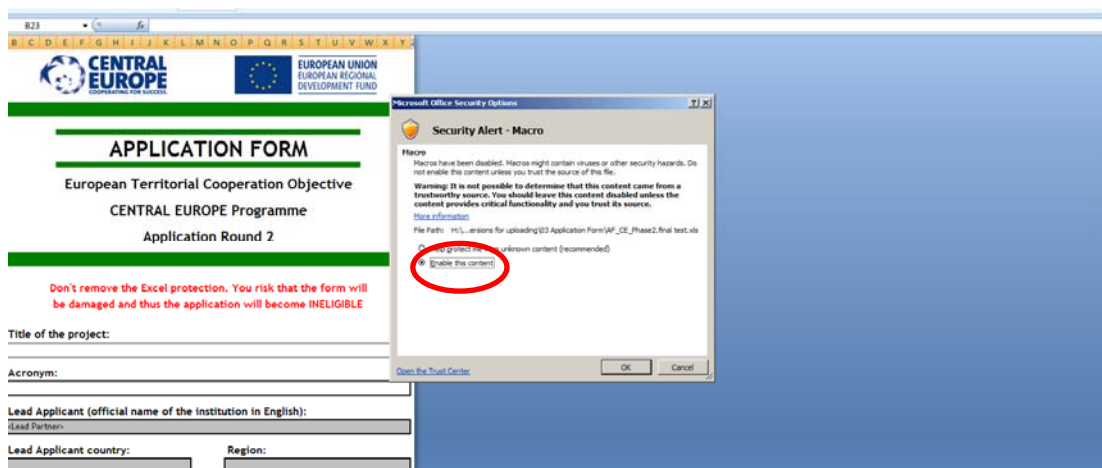 B23
fx
B C D E F G H I J K L M N O P Q R S T U V W X Y
CENTRAL
EUROPE
COOPERATING FOR SUCCESS.
EUROPEAN UNION
EUROPEAN REGIONAL
DEVELOPMENT FUND
APPLICATION FORM
European Territorial Cooperation Objective
CENTRAL EUROPE Programme
Application Round 2
Don't remove the Excel protection. You risk that the form will
be damaged and thus the application will become INELIGIBLE
Title of the project:
Acronym:
Lead Applicant (official name of the institution in English):
<Lead Partner>
Lead Applicant country: Region:
Microsoft Office Security Options
Security Alert - Macro
Macro
Macros have been disabled. Macros might contain viruses or other security hazards. Do
not enable this content unless you trust the source of this file.
Warning: It is not possible to determine that this content came from a
trustworthy source. You should leave this content disabled unless the
content provides critical functionality and you trust its source.
More information
File Path: H:\...ersions for uploading\03 Application Form\AF_CE_Phase2.final test.xls
protect me from unknown content (recommended)
Enable this content
Open the Trust Center
OK Cancel